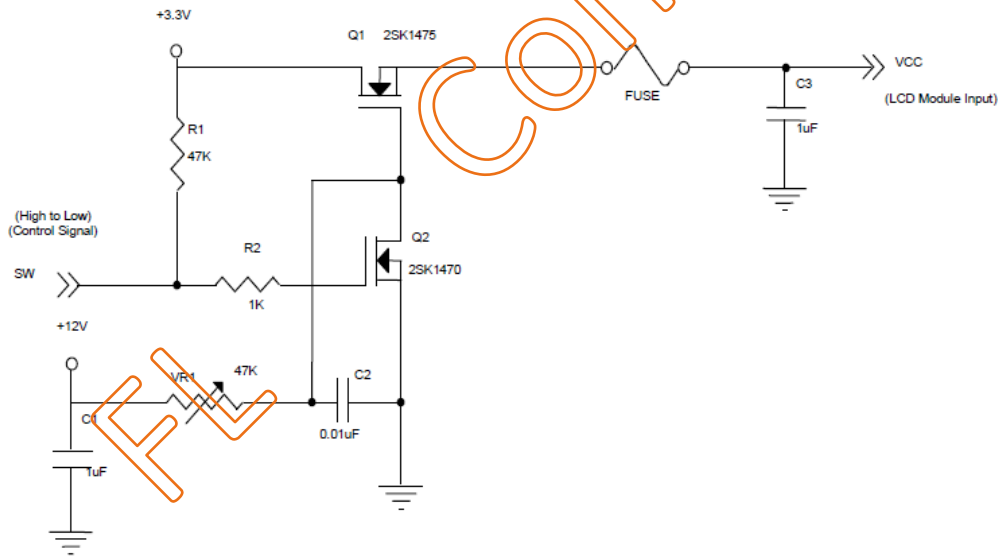 +3.3V
Q1 2SK1475
FUSE
VCC
(LCD Module Input)
C3
1uF
R1
47K
(High to Low)
(Control Signal)
SW
R2
1K
Q2
2SK1470
+12V
VR1
47K
C2
0.01uF
C1
1uF